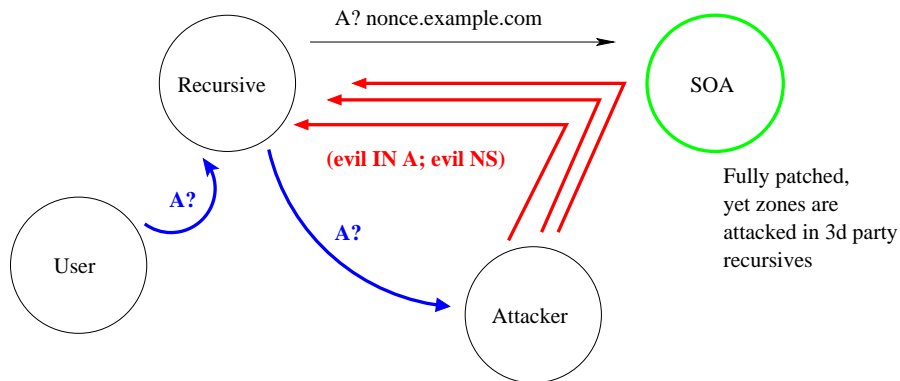 A? nonce.example.com
Recursive
SOA
(evil IN A; evil NS)
A?
A?
User
Attacker
Fully patched,
yet zones are
attacked in 3d party
recursives